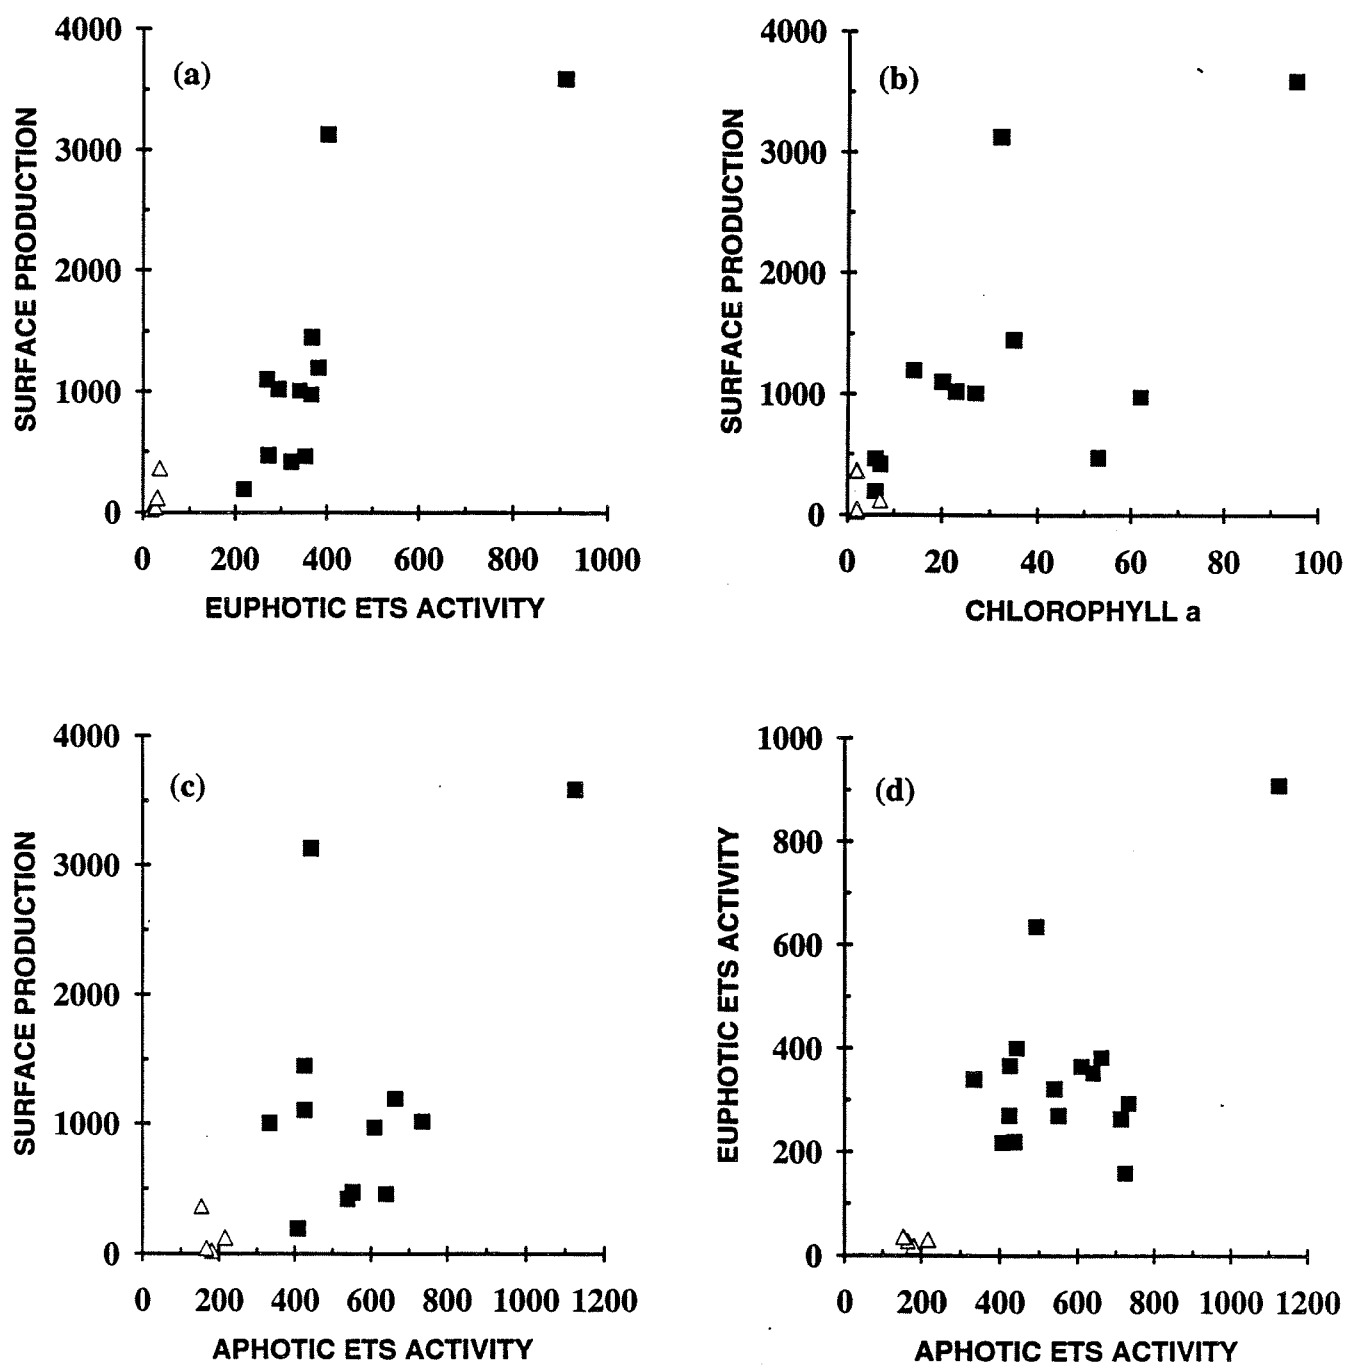 4000
(a)
3000
2000
1000
0
SURFACE PRODUCTION
0 200 400 600 800 1000
EUPHOTIC ETS ACTIVITY
4000
(b)
3000
2000
1000
0
SURFACE PRODUCTION
0 20 40 60 80 100
CHLOROPHYLL a
4000
(c)
3000
2000
1000
0
SURFACE PRODUCTION
0 200 400 600 800 1000 1200
APHOTIC ETS ACTIVITY
1000
(d)
800
600
400
200
0
EUPHOTIC ETS ACTIVITY
0 200 400 600 800 1000 1200
APHOTIC ETS ACTIVITY